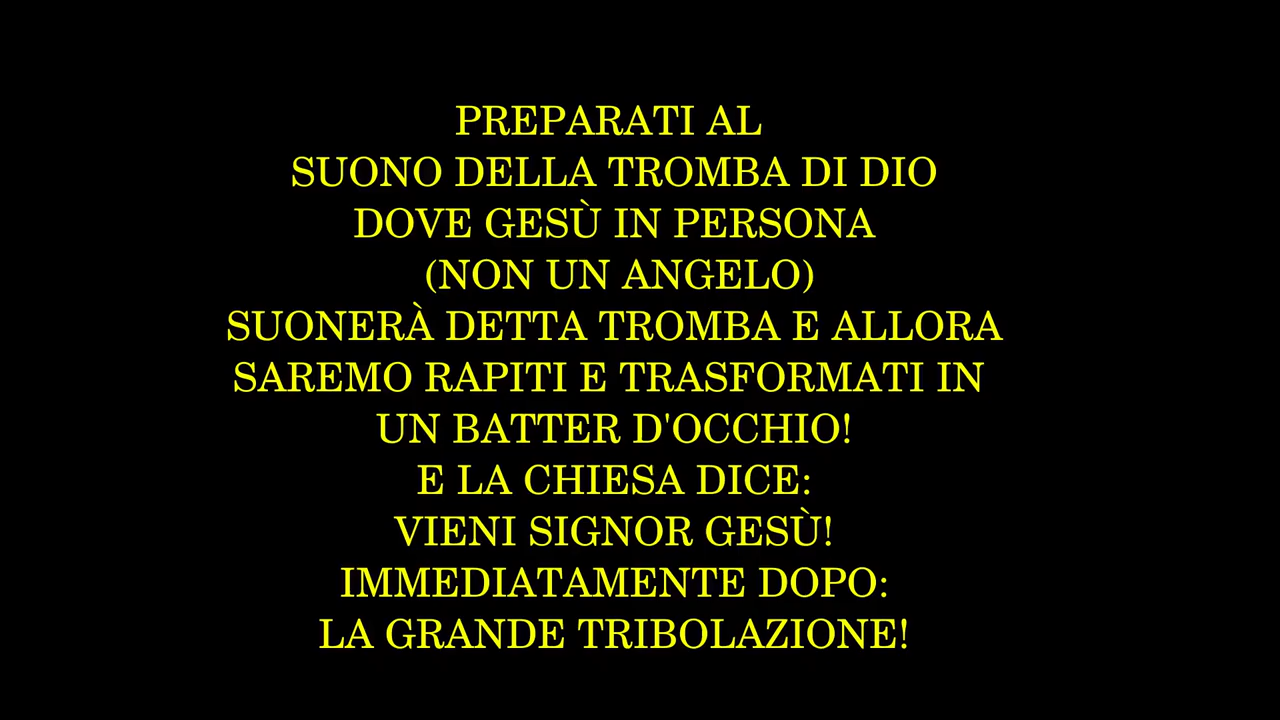 PREPARATI AL
SUONO DELLA TROMBA DI DIO
DOVE GESÙ IN PERSONA
(NON UN ANGELO)
SUONERÀ DETTA TROMBA E ALLORA
SAREMO RAPITI E TRASFORMATI IN
UN BATTER D'OCCHIO!
E LA CHIESA DICE:
VIENI SIGNOR GESÙ!
IMMEDIATAMENTE DOPO:
LA GRANDE TRIBOLAZIONE!